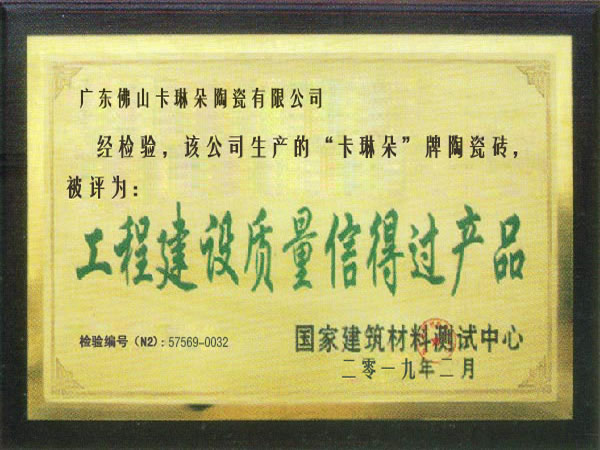 广东佛山卡琳朵陶瓷有限公司
经检验，该公司生产的“卡琳朵”牌陶瓷砖，
被评为：
工程建设质量信得过产品
检验编号（N2）：57569-0032
国家建筑材料测试中心
二零一九年二月